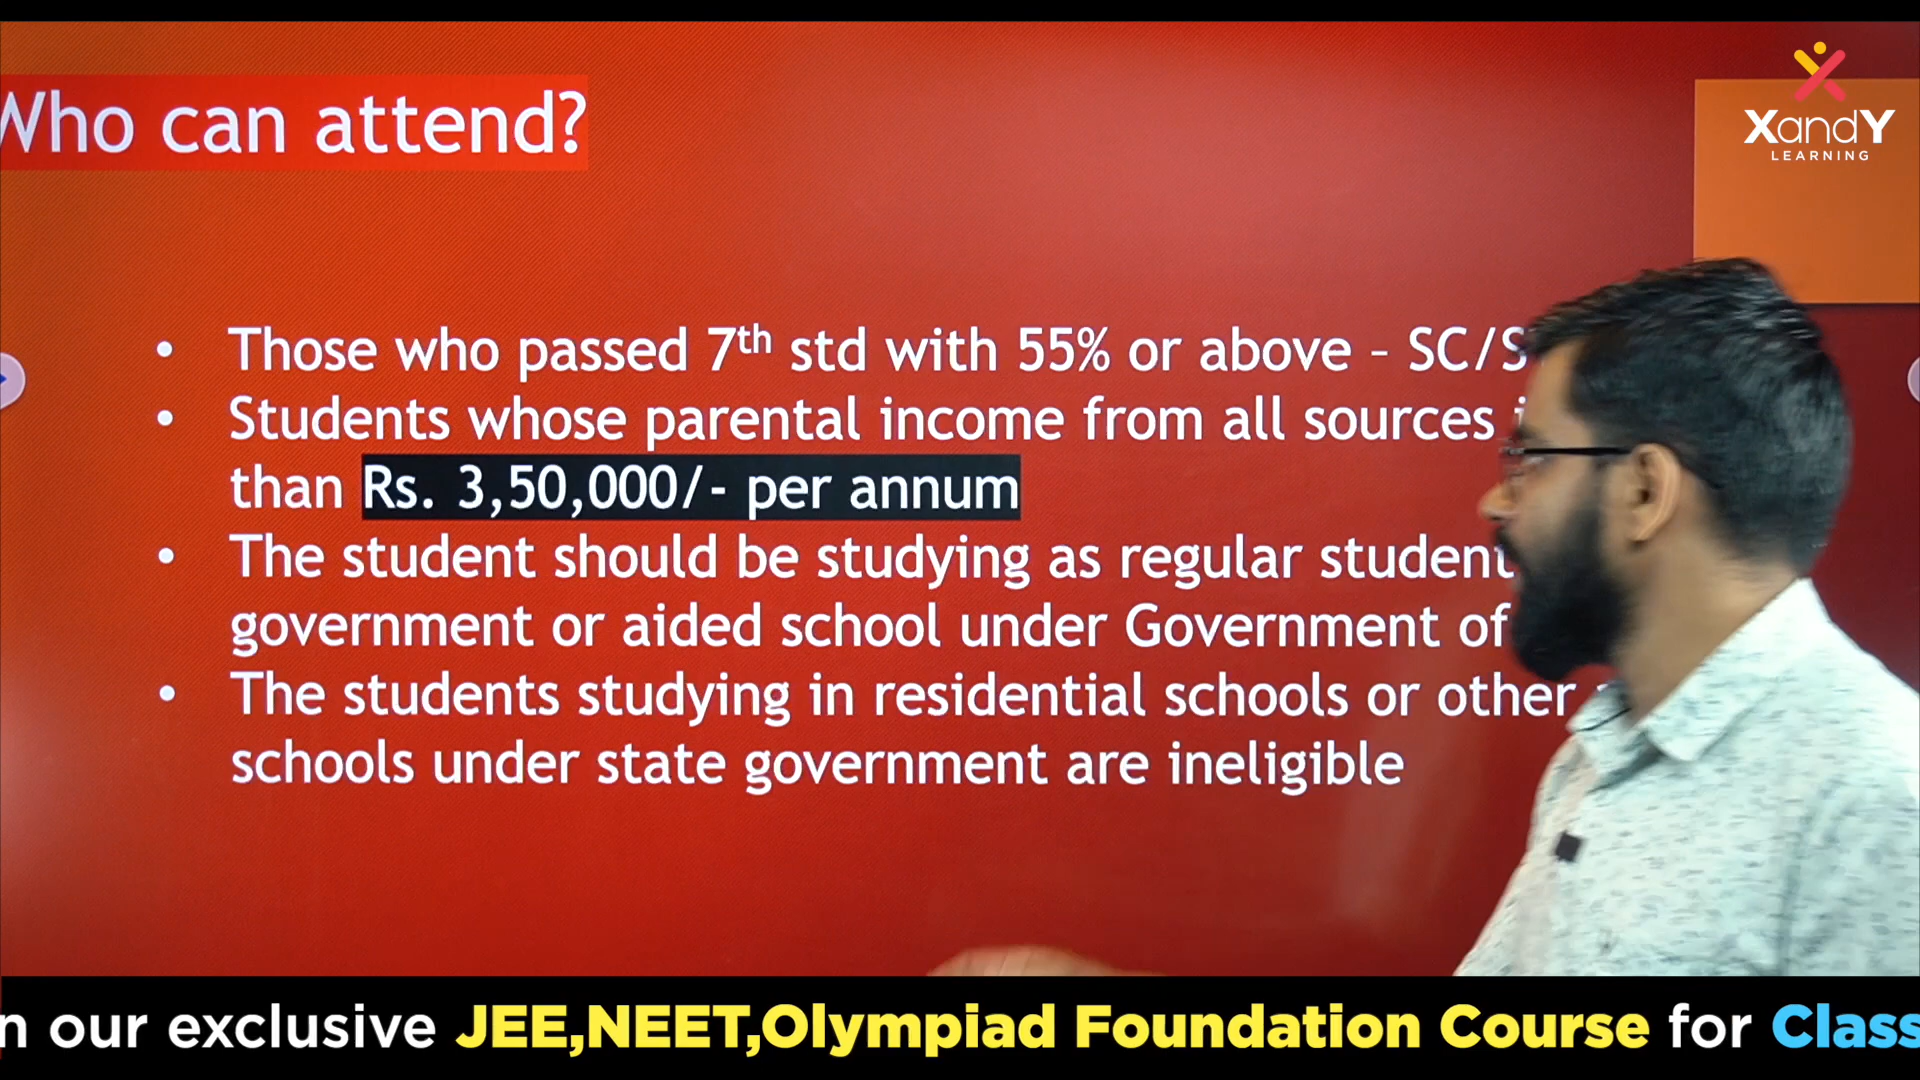 Who can attend?
XandY
LEARNING
• Those who passed 7th std with 55% or above – SC/S
• Students whose parental income from all sources
than Rs. 3,50,000/- per annum
• The student should be studying as regular student
government or aided school under Government of
• The students studying in residential schools or other
schools under state government are ineligible
n our exclusive JEE,NEET,Olympiad Foundation Course for Class